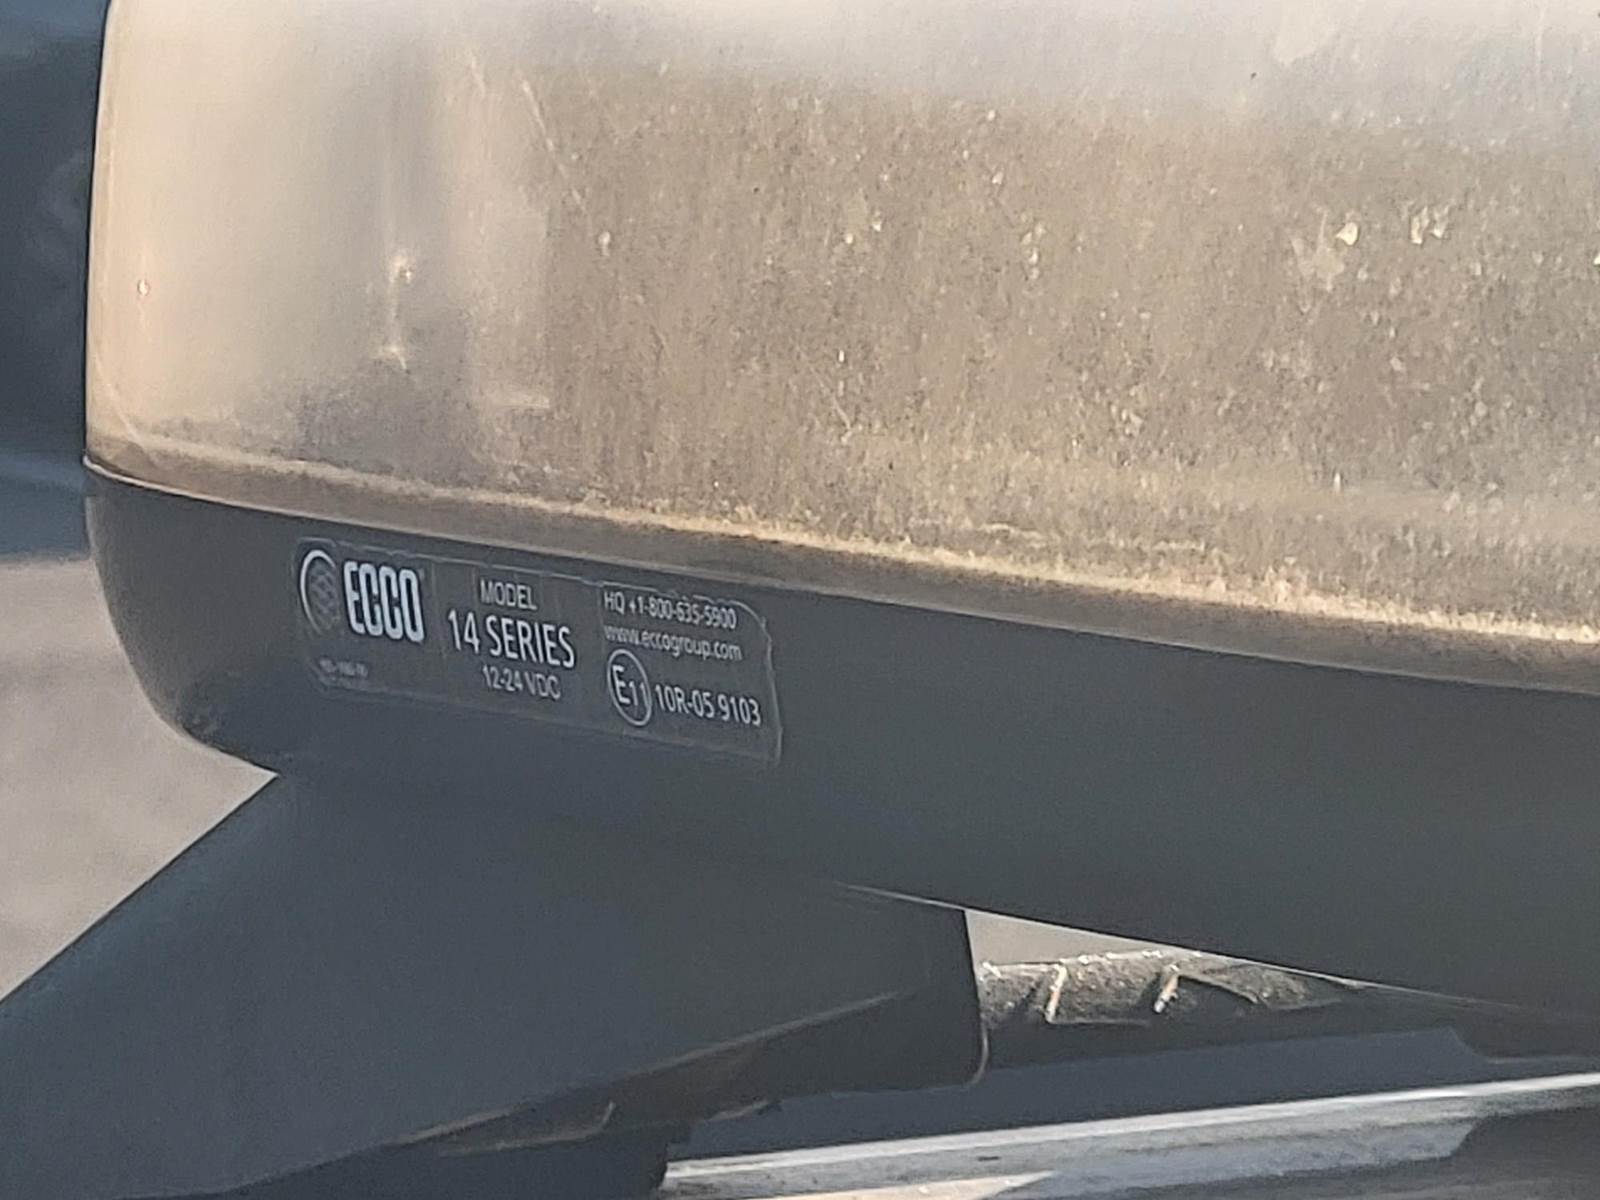 ECCO
MODEL
14 SERIES
12-24 VDC
HQ +1-800-635-5900
www.eccogroup.com
E11 10R-05 9103